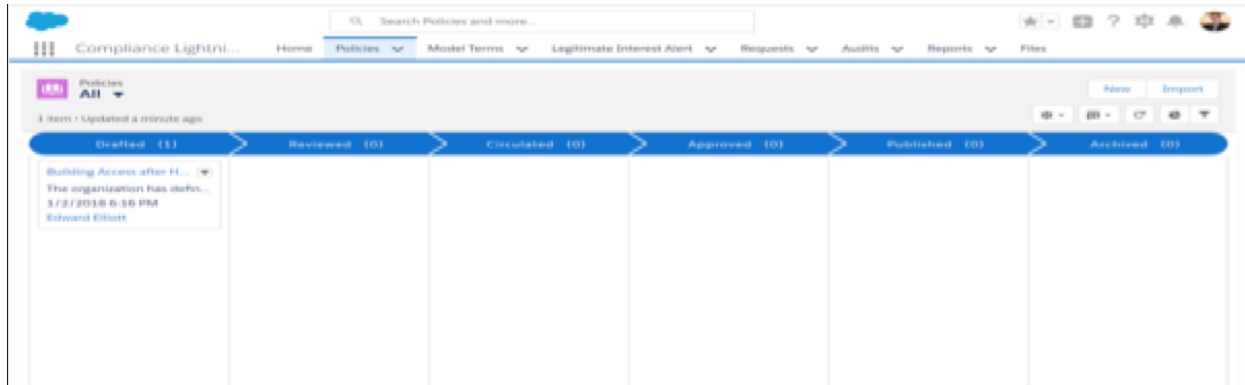 Search Policies and more...
Compliance Lightni... Home Policies Model Terms Legitimate Interest Alert Requests Audits Reports Files
Policies
All
New Import
1 item • Updated a minute ago
Drafted (1) Reviewed (0) Circulated (0) Approved (0) Published (0) Archived (0)
Building Access after H...
The organization has defin...
1/2/2018 6:16 PM
Edward Elliott